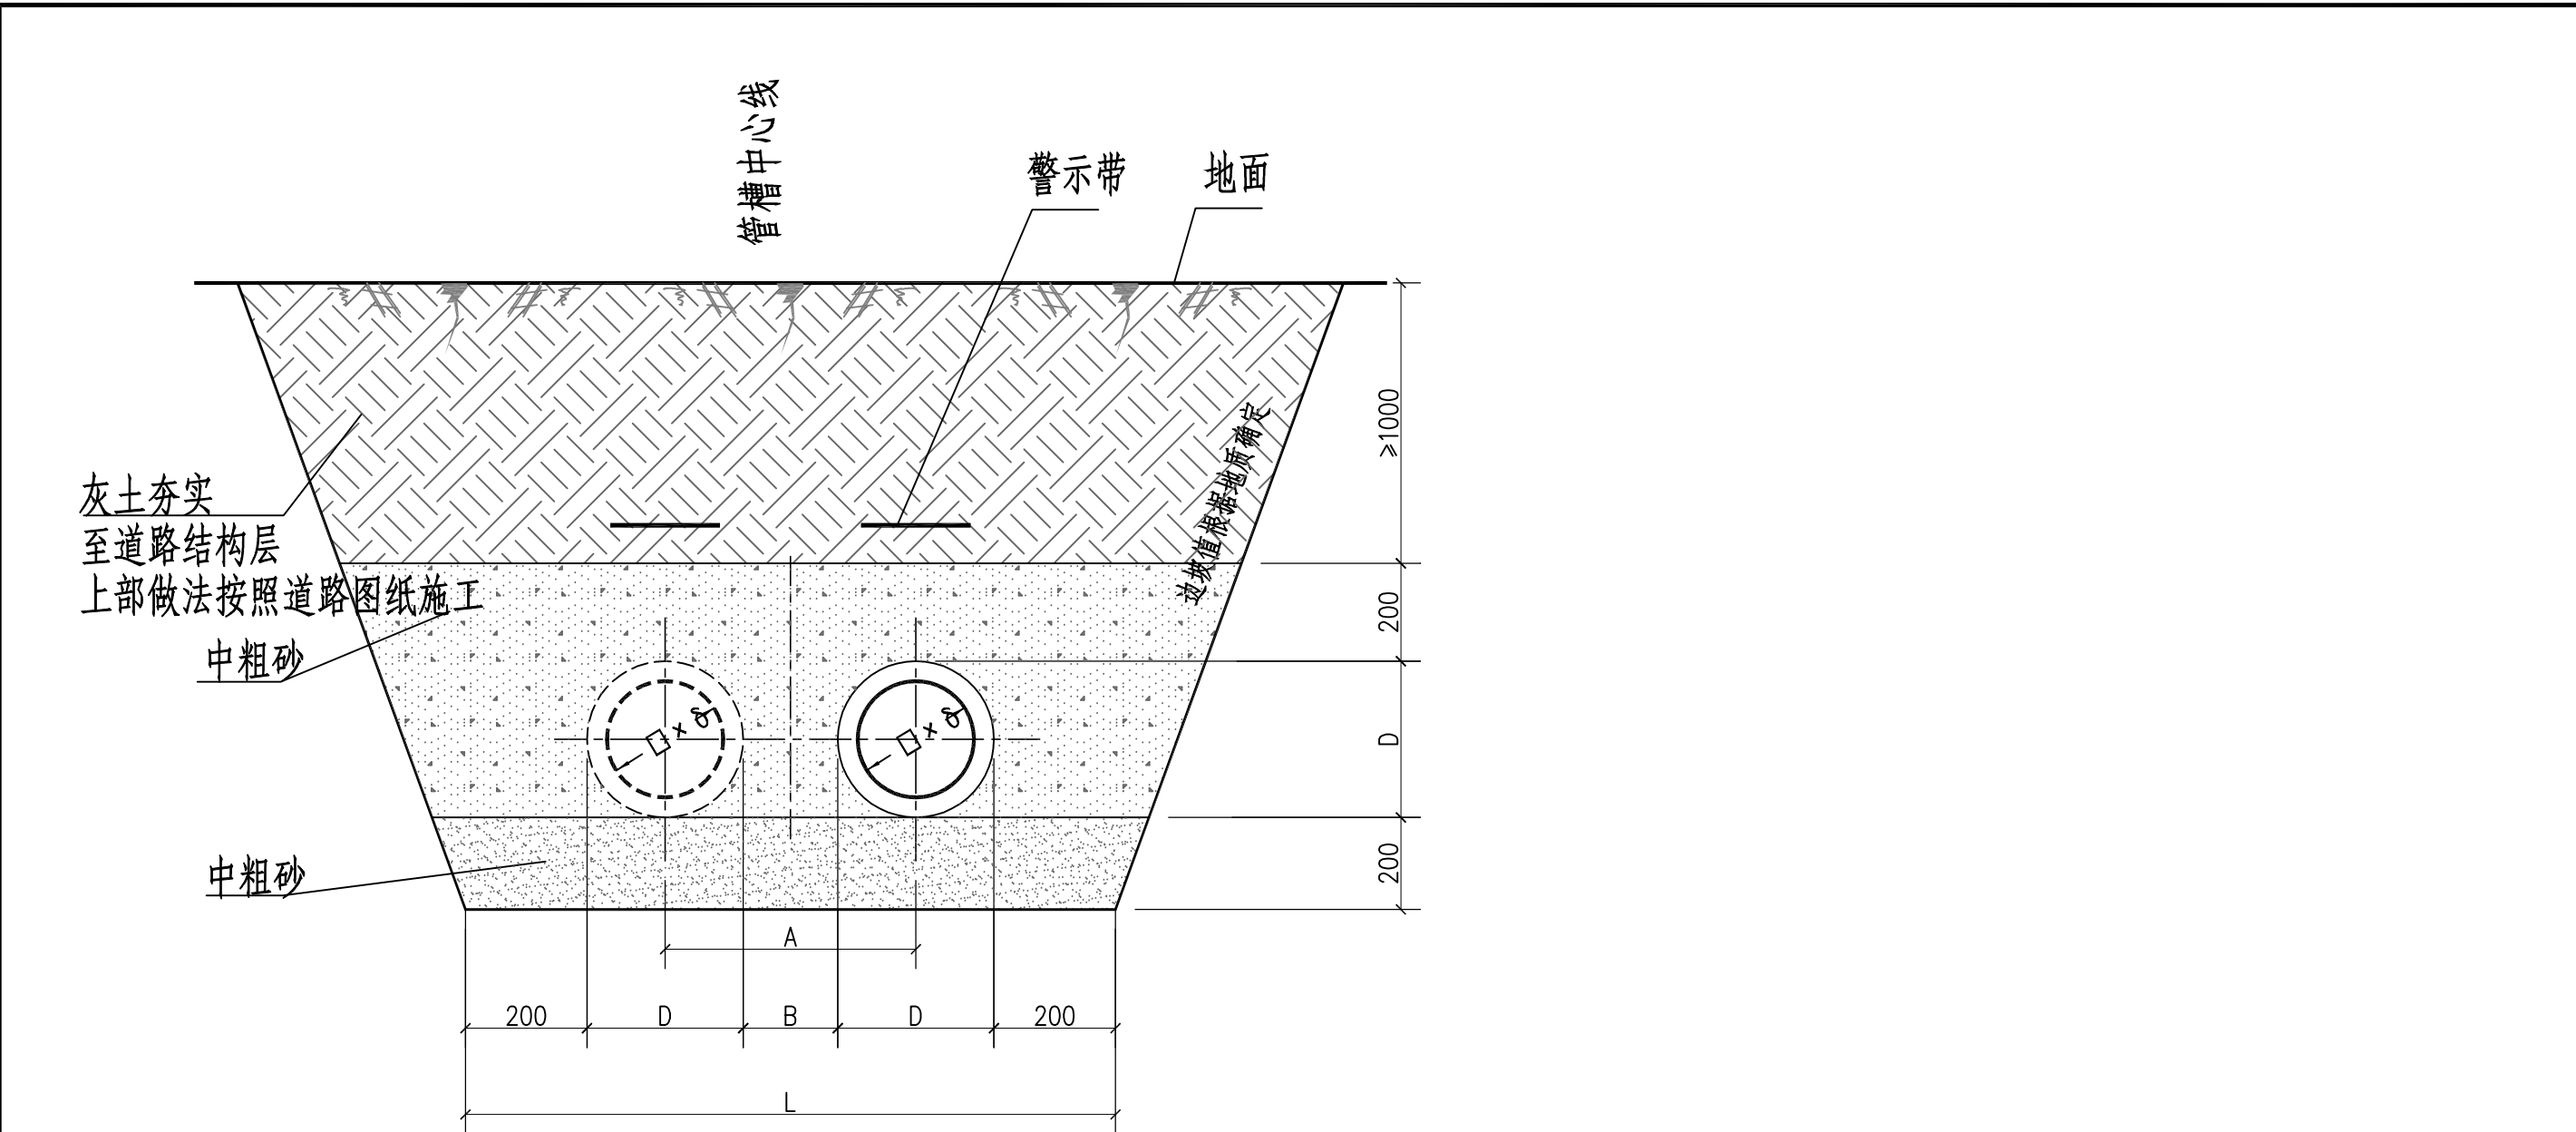 管槽中心线
警示带
地面
≥1000
灰土夯实
至道路结构层
上部做法按照道路图纸施工
边坡值根据地质确定
200
中粗砂
□ × δ
□ × δ
D
中粗砂
200
A
200 D B D 200
L